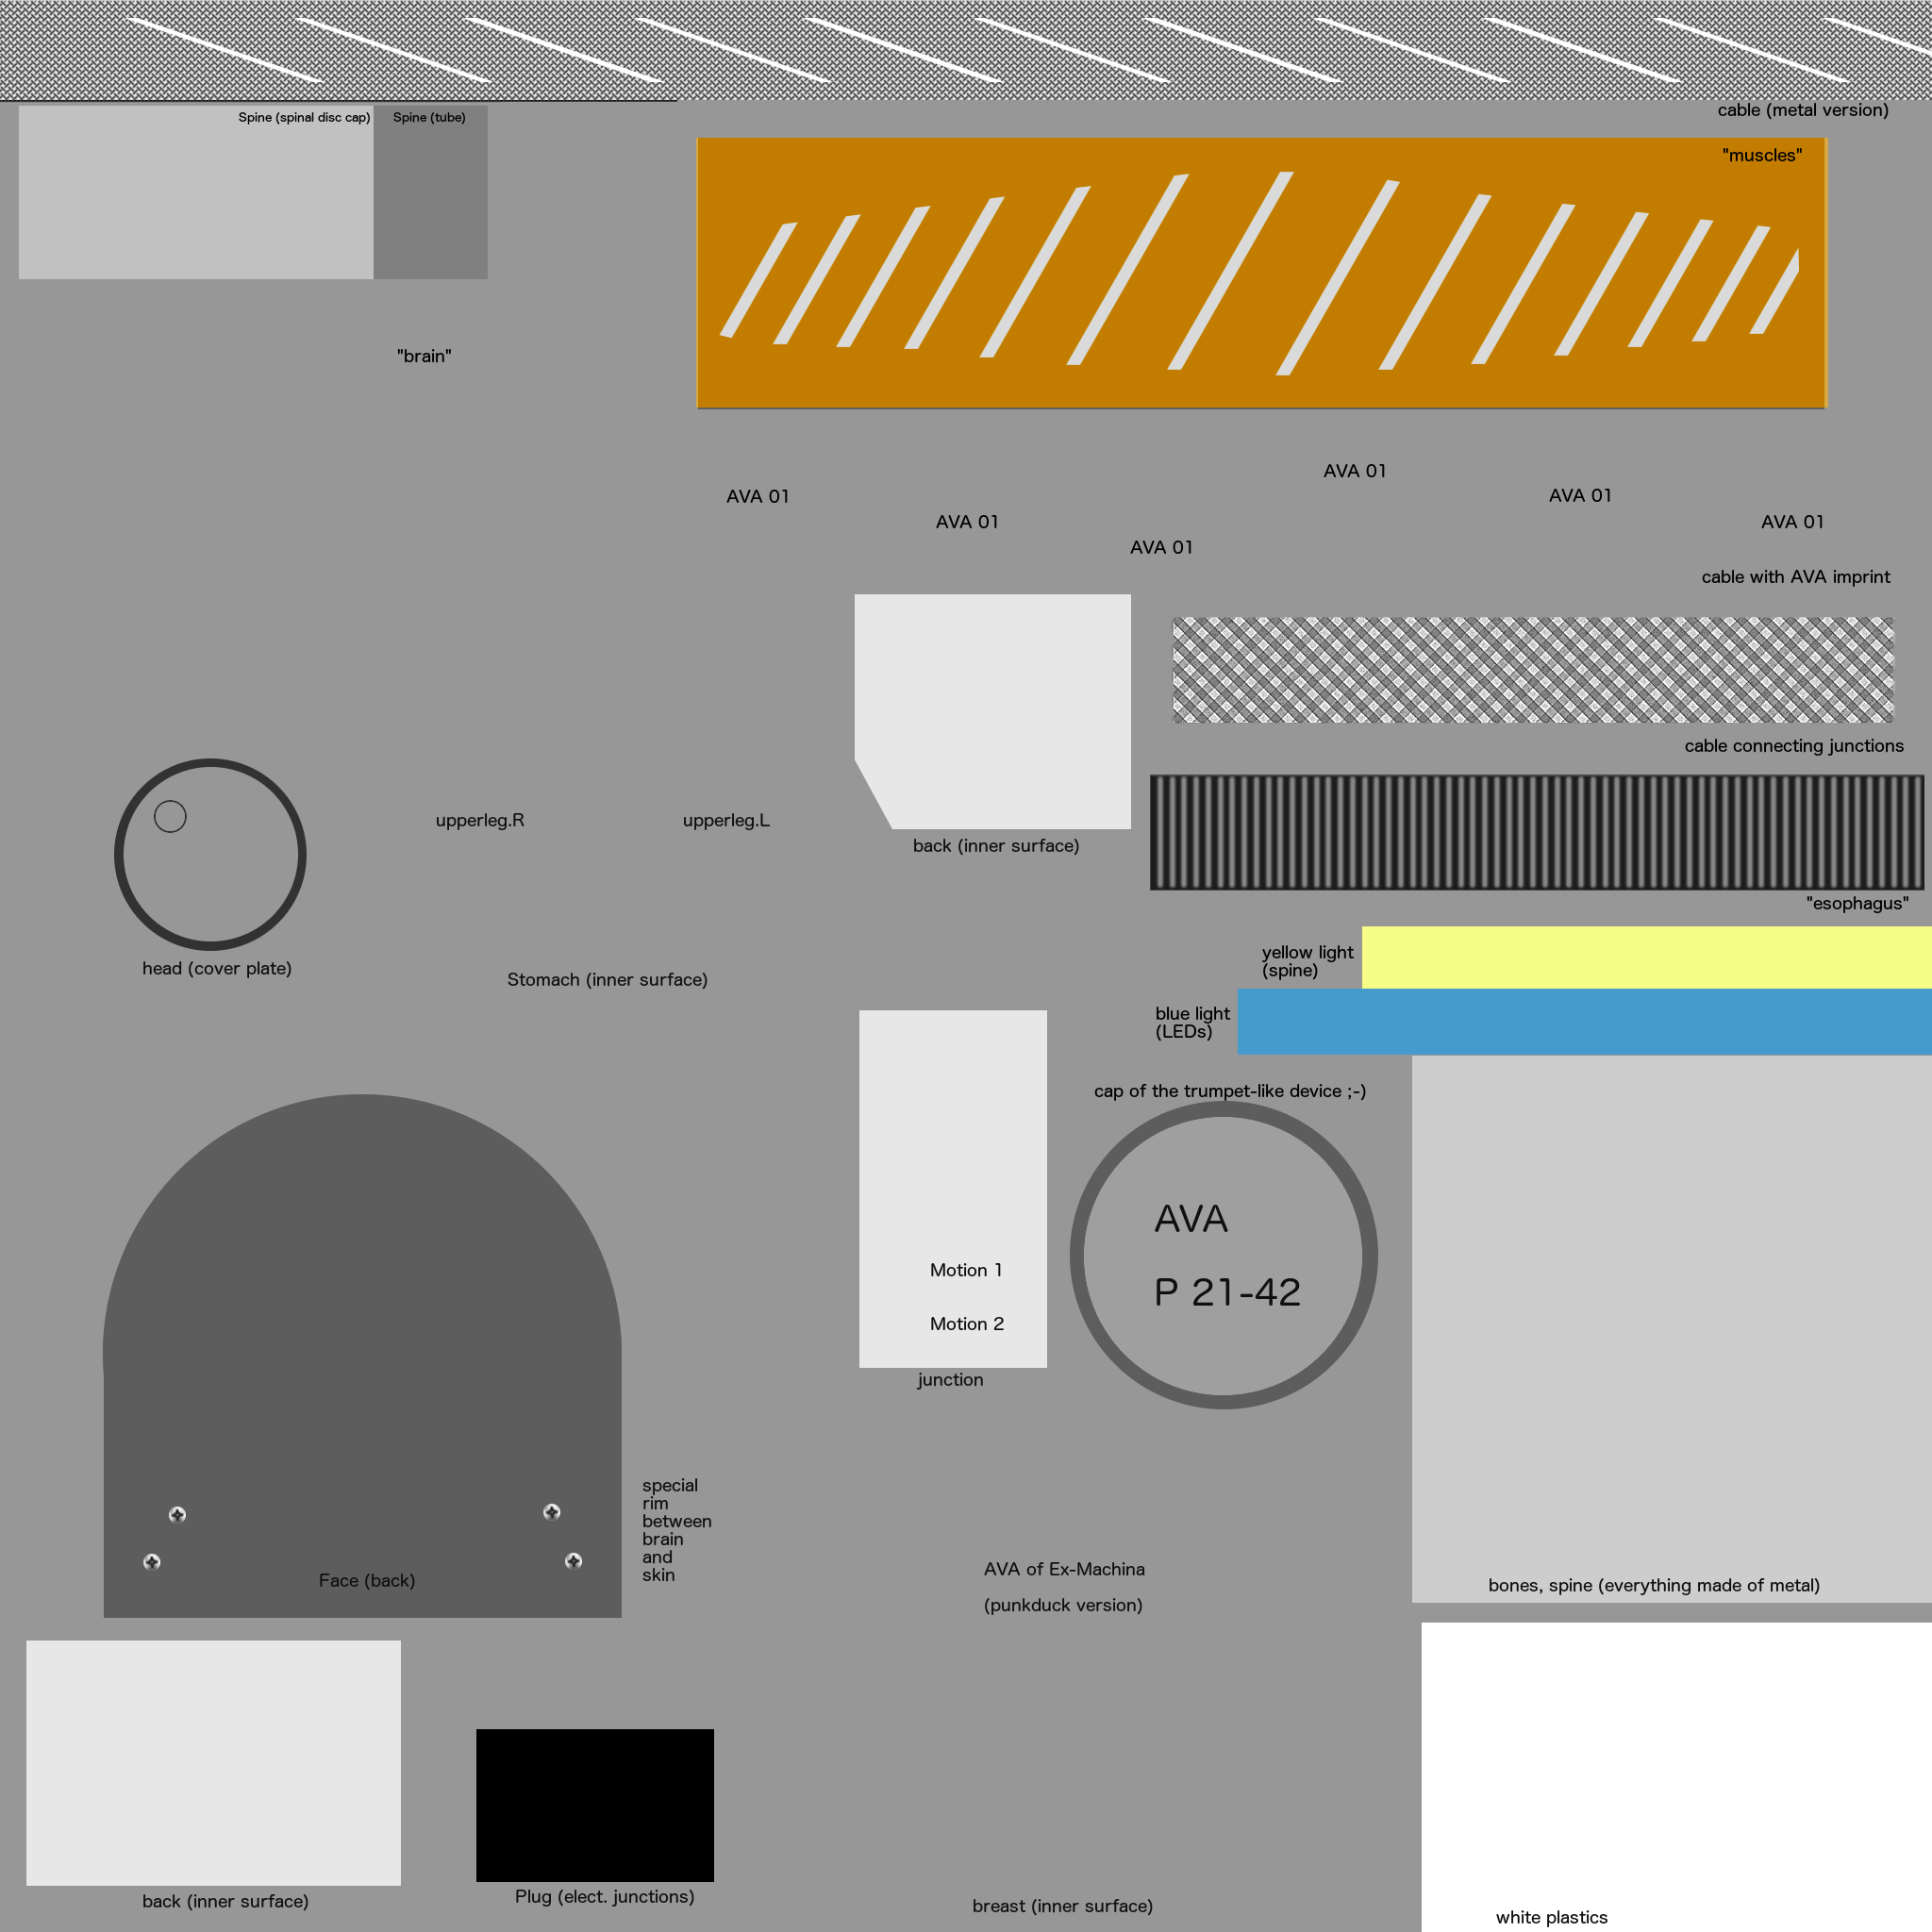 cable (metal version)
Spine (spinal disc cap)
Spine (tube)
"muscles"
"brain"
AVA 01
AVA 01
AVA 01
AVA 01
AVA 01
AVA 01
cable with AVA imprint
cable connecting junctions
upperleg.R
upperleg.L
back (inner surface)
"esophagus"
head (cover plate)
Stomach (inner surface)
yellow light
(spine)
blue light
(LEDs)
cap of the trumpet-like device ;-)
AVA
P 21-42
Motion 1
Motion 2
junction
special
rim
between
brain
and
skin
Face (back)
AVA of Ex-Machina
(punkduck version)
bones, spine (everything made of metal)
back (inner surface)
Plug (elect. junctions)
breast (inner surface)
white plastics